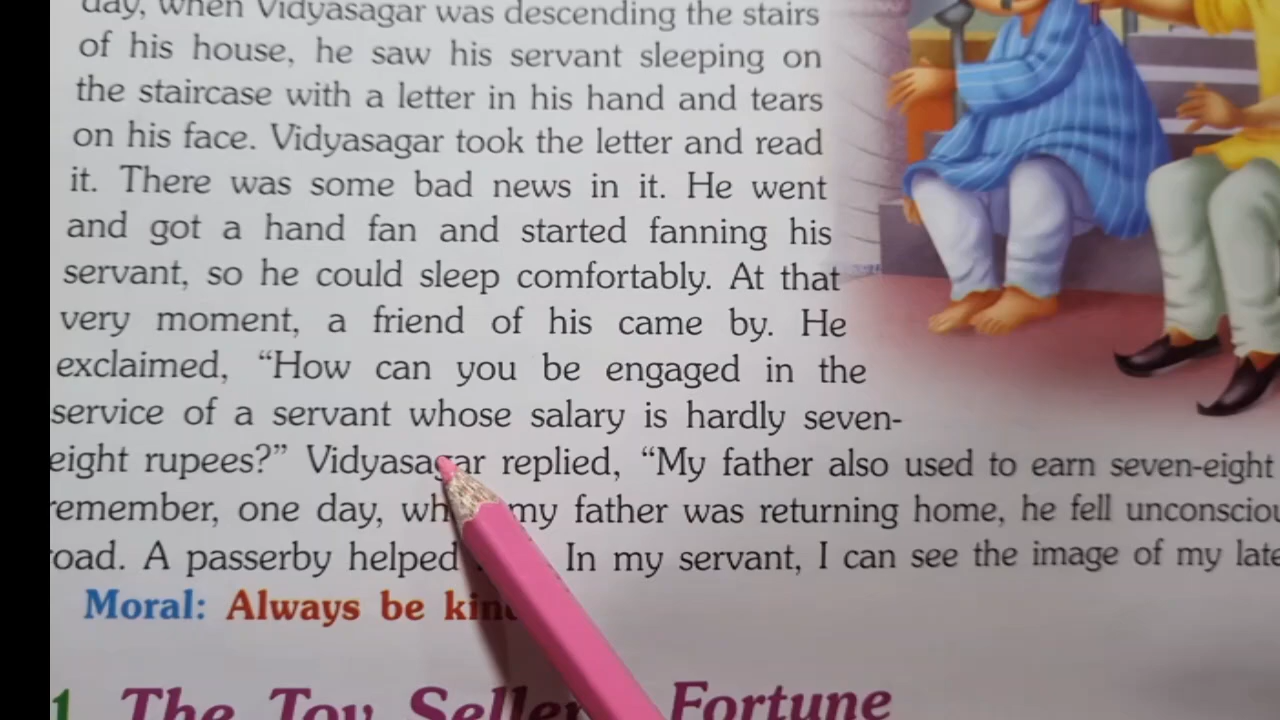 day, when Vidyasagar was descending the stairs
of his house, he saw his servant sleeping on
the staircase with a letter in his hand and tears
on his face. Vidyasagar took the letter and read
it. There was some bad news in it. He went
and got a hand fan and started fanning his
servant, so he could sleep comfortably. At that
very moment, a friend of his came by. He
exclaimed, “How can you be engaged in the
service of a servant whose salary is hardly seven-
eight rupees?” Vidyasagar replied, “My father also used to earn seven-eight
remember, one day, my father was returning home, he fell
road. A passerby helped In my servant, I can see the image of my late
Moral: Always be
1 The Toy Fortune